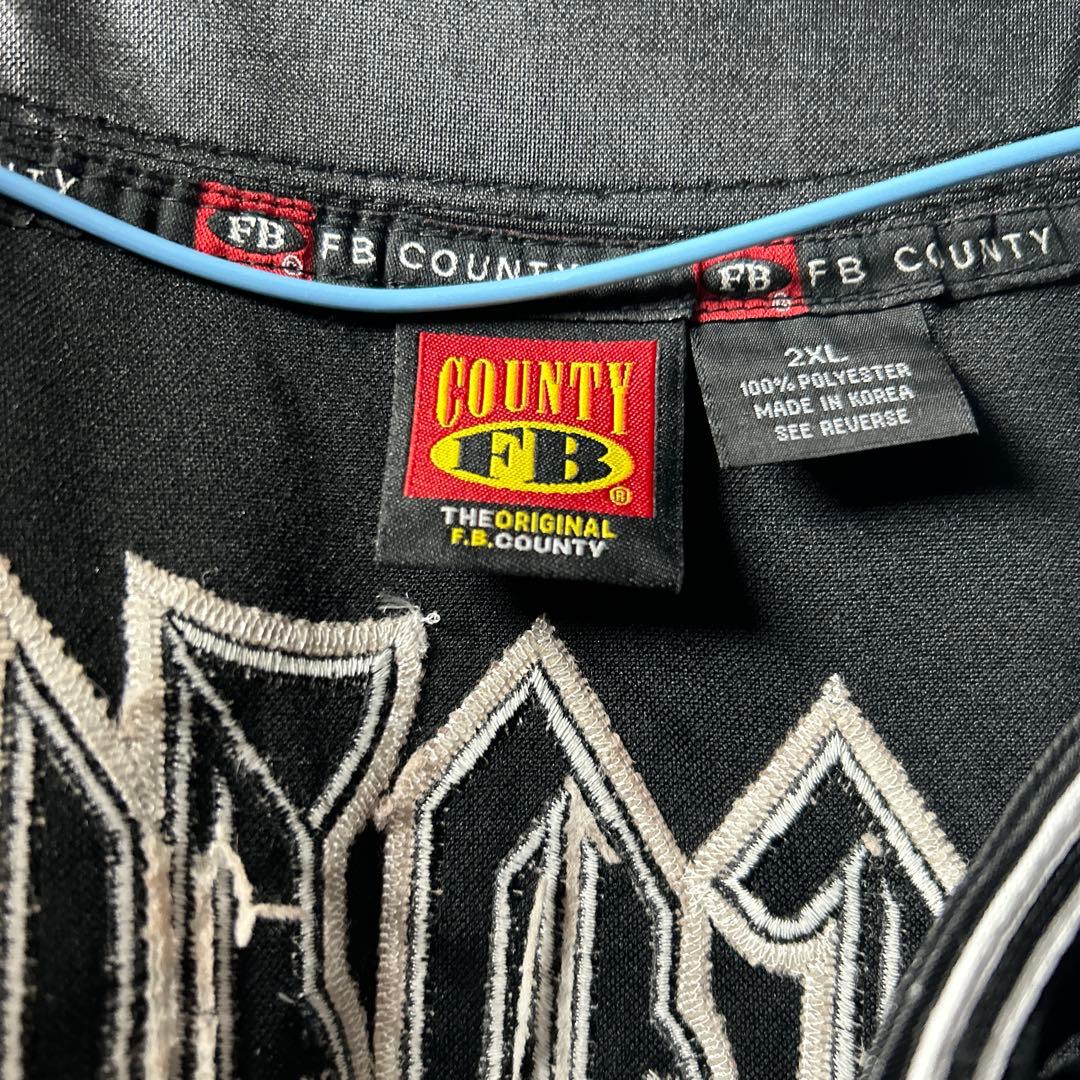 FB ® FB COUNTY FB ® FB COUNTY
COUNTY
FB ®
THE ORIGINAL
F.B. COUNTY
2XL
100% POLYESTER
MADE IN KOREA
SEE REVERSE